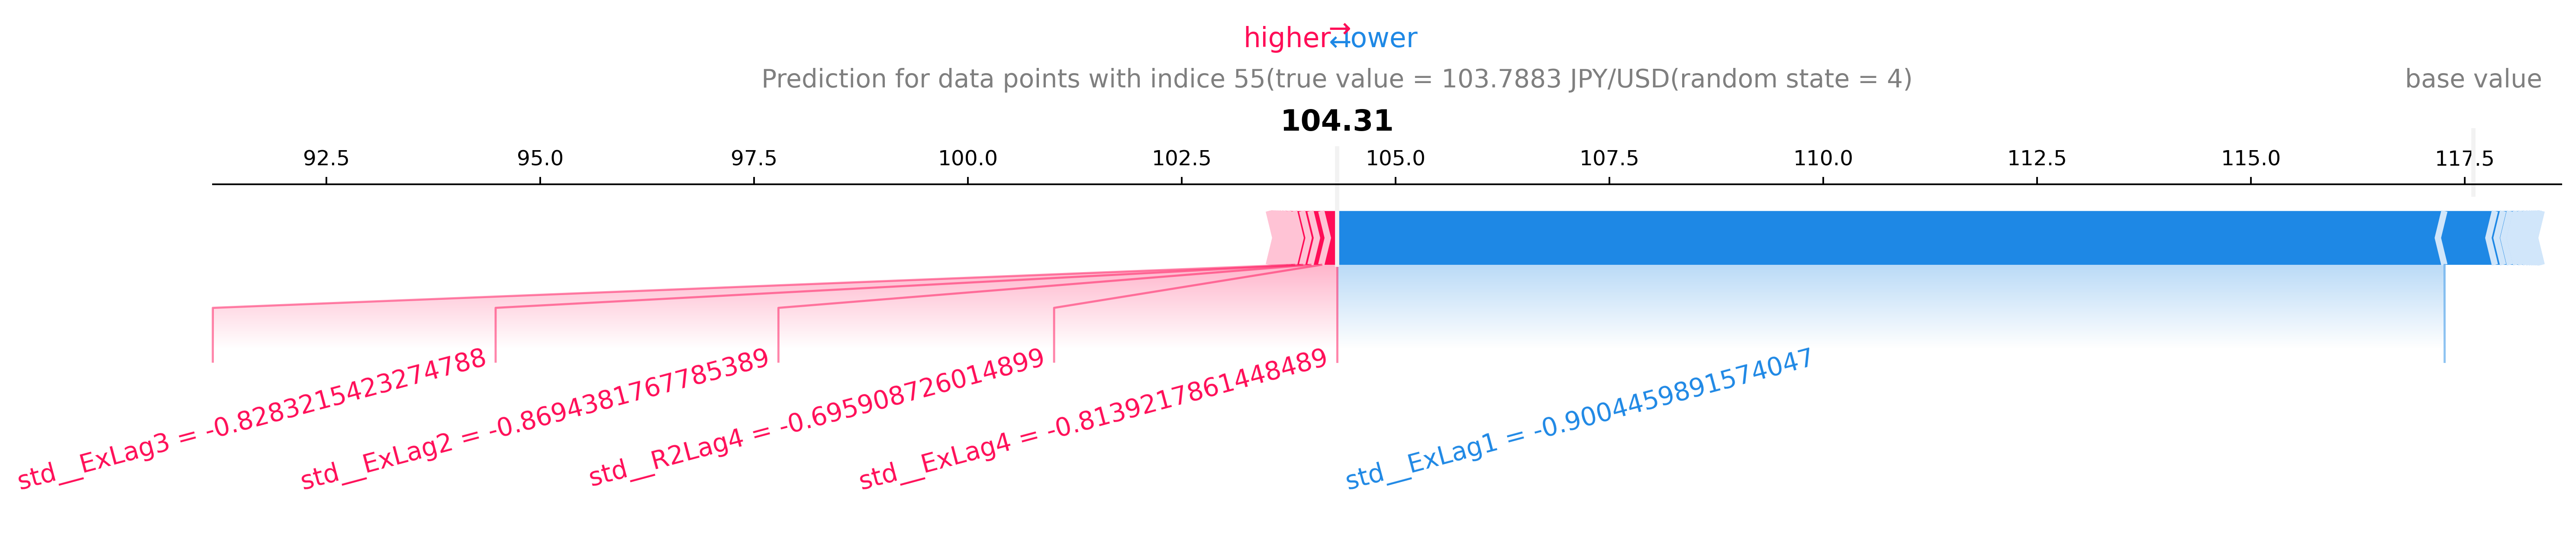 higher⇄lower
Prediction for data points with indice 55(true value = 103.7883 JPY/USD(random state = 4)
base value
104.31
92.5 95.0 97.5 100.0 102.5 105.0 107.5 110.0 112.5 115.0 117.5
std__ExLag3 = -0.8283215423274788
std__ExLag2 = -0.8694381767785389
std__R2Lag4 = -0.695908726014899
std__ExLag4 = -0.8139217861448489
std__ExLag1 = -0.9004459891574047